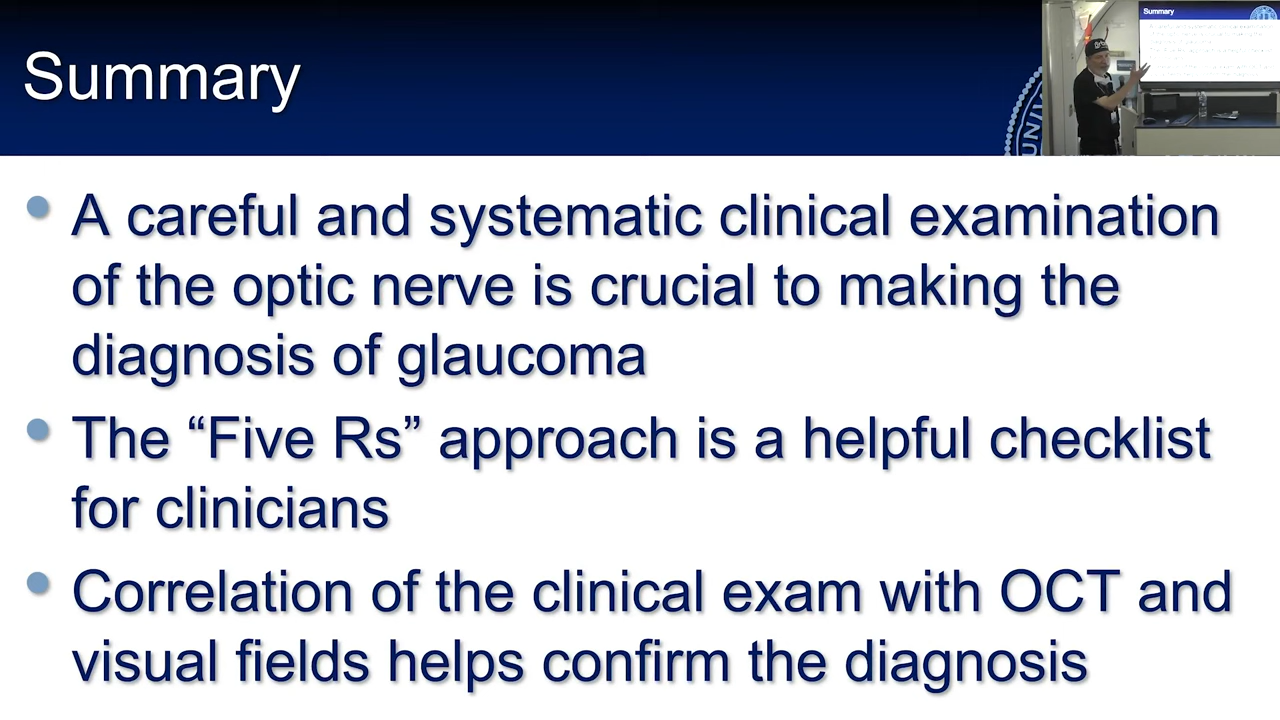 Summary
UNIV
Summary
A careful and systematic clinical examination
of the optic nerve is crucial to making the
diagnosis of glaucoma
The “Five Rs” approach is a helpful checklist
for clinicians
Correlation of the clinical exam with OCT and
visual fields helps confirm the diagnosis